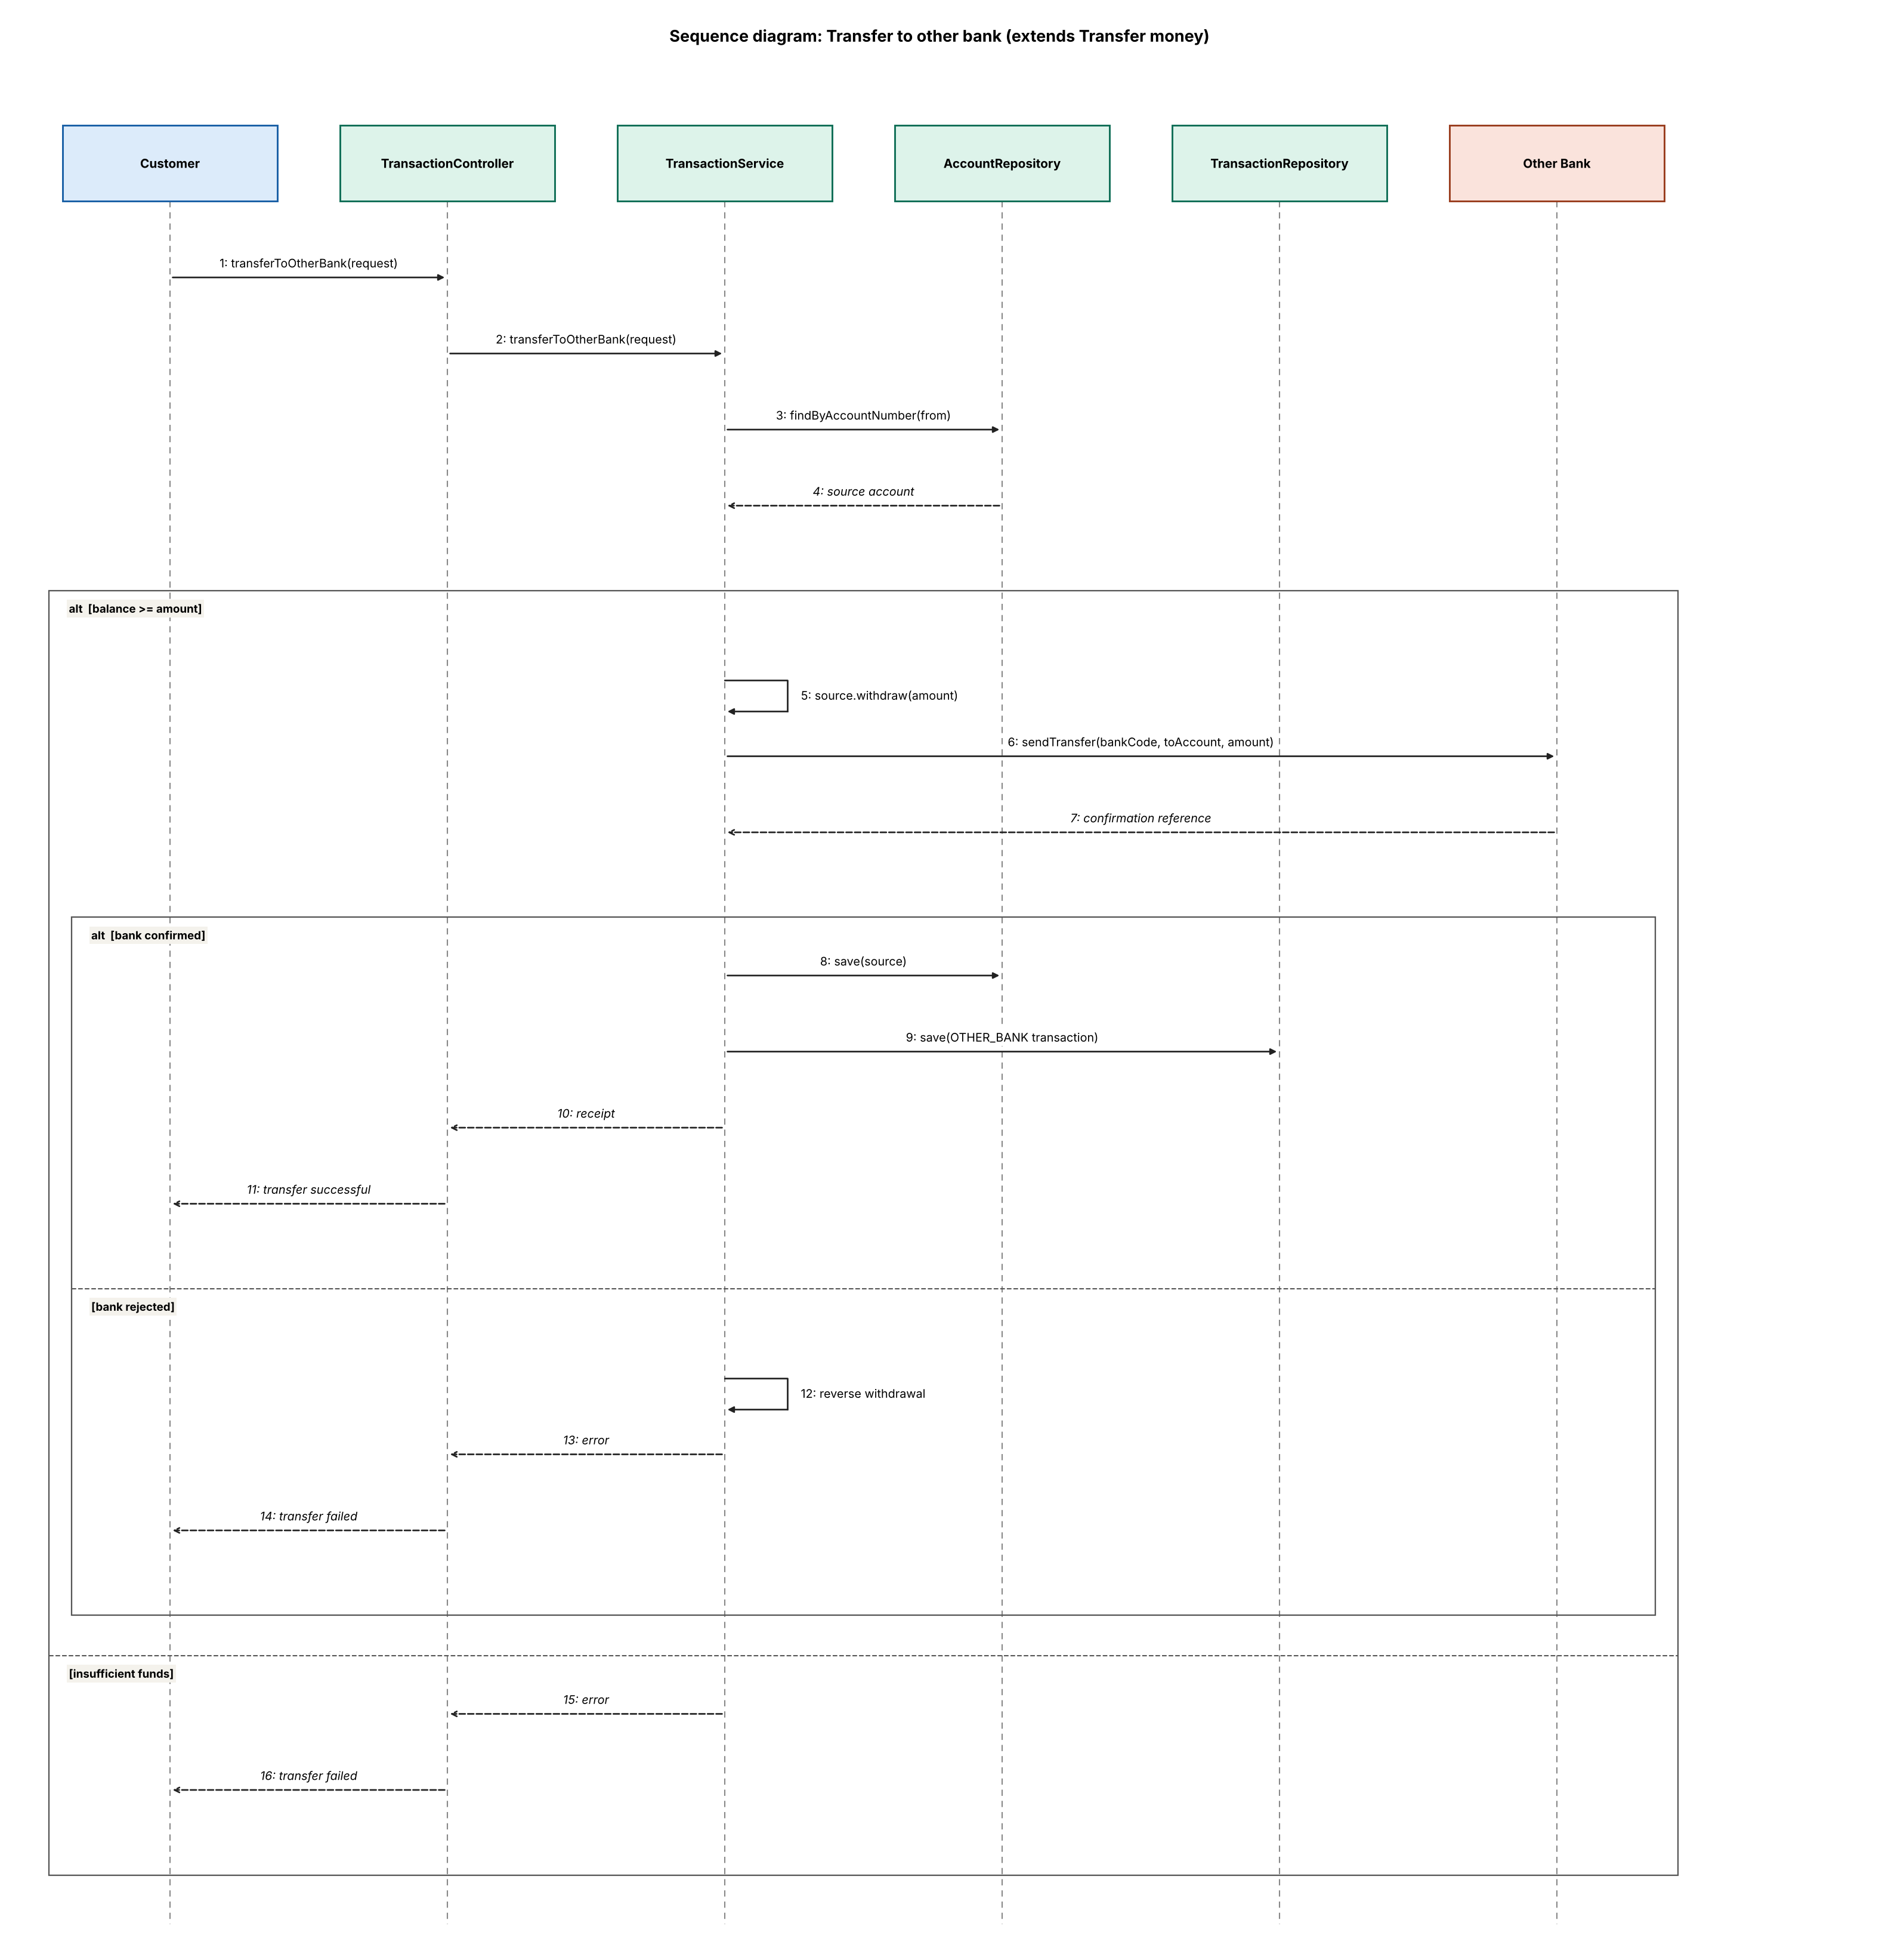 Sequence diagram: Transfer to other bank (extends Transfer money)
Customer
TransactionController
TransactionService
AccountRepository
TransactionRepository
Other Bank
1: transferToOtherBank(request)
2: transferToOtherBank(request)
3: findByAccountNumber(from)
4: source account
alt [balance >= amount]
5: source.withdraw(amount)
6: sendTransfer(bankCode, toAccount, amount)
7: confirmation reference
alt [bank confirmed]
8: save(source)
9: save(OTHER_BANK transaction)
10: receipt
11: transfer successful
[bank rejected]
12: reverse withdrawal
13: error
14: transfer failed
[insufficient funds]
15: error
16: transfer failed